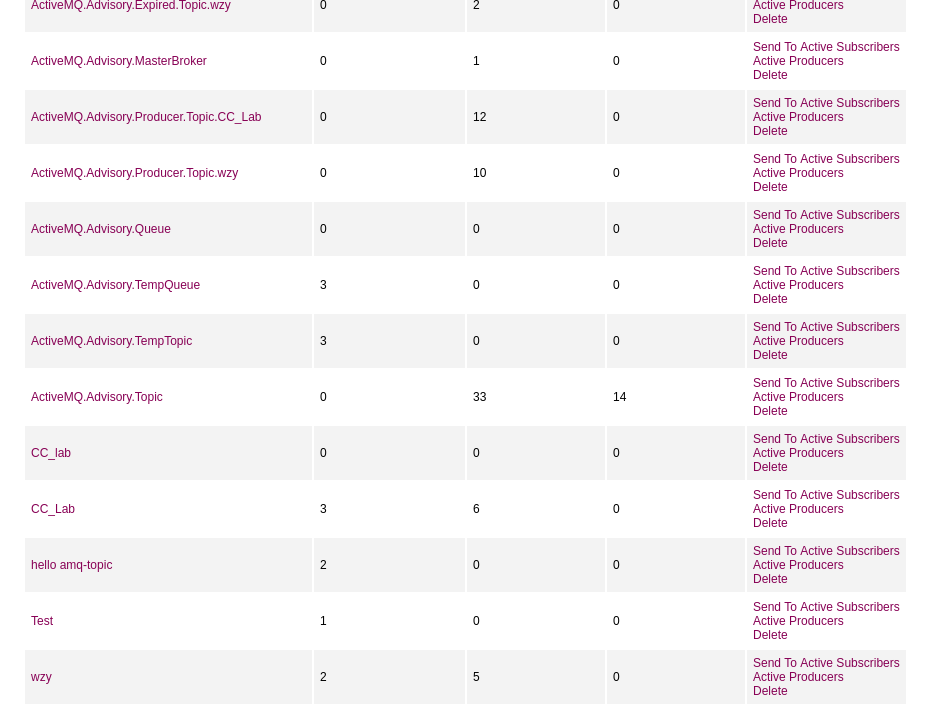 ActiveMQ.Advisory.Expired.Topic.wzy 0 2 0 Active Producers
Delete
Send To Active Subscribers
ActiveMQ.Advisory.MasterBroker 0 1 0 Active Producers
Delete
Send To Active Subscribers
ActiveMQ.Advisory.Producer.Topic.CC_Lab 0 12 0 Active Producers
Delete
Send To Active Subscribers
ActiveMQ.Advisory.Producer.Topic.wzy 0 10 0 Active Producers
Delete
Send To Active Subscribers
ActiveMQ.Advisory.Queue 0 0 0 Active Producers
Delete
Send To Active Subscribers
ActiveMQ.Advisory.TempQueue 3 0 0 Active Producers
Delete
Send To Active Subscribers
ActiveMQ.Advisory.TempTopic 3 0 0 Active Producers
Delete
Send To Active Subscribers
ActiveMQ.Advisory.Topic 0 33 14 Active Producers
Delete
Send To Active Subscribers
CC_lab 0 0 0 Active Producers
Delete
Send To Active Subscribers
CC_Lab 3 6 0 Active Producers
Delete
Send To Active Subscribers
hello amq-topic 2 0 0 Active Producers
Delete
Send To Active Subscribers
Test 1 0 0 Active Producers
Delete
Send To Active Subscribers
wzy 2 5 0 Active Producers
Delete